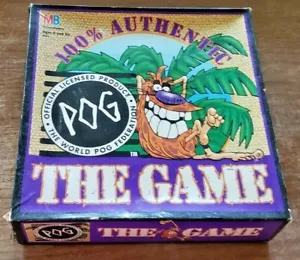 MB
100% AUTHENTIC
OFFICIAL LICENSED PRODUCT
POG
THE WORLD POG FEDERATION
THE GAME
POG
THE GAME